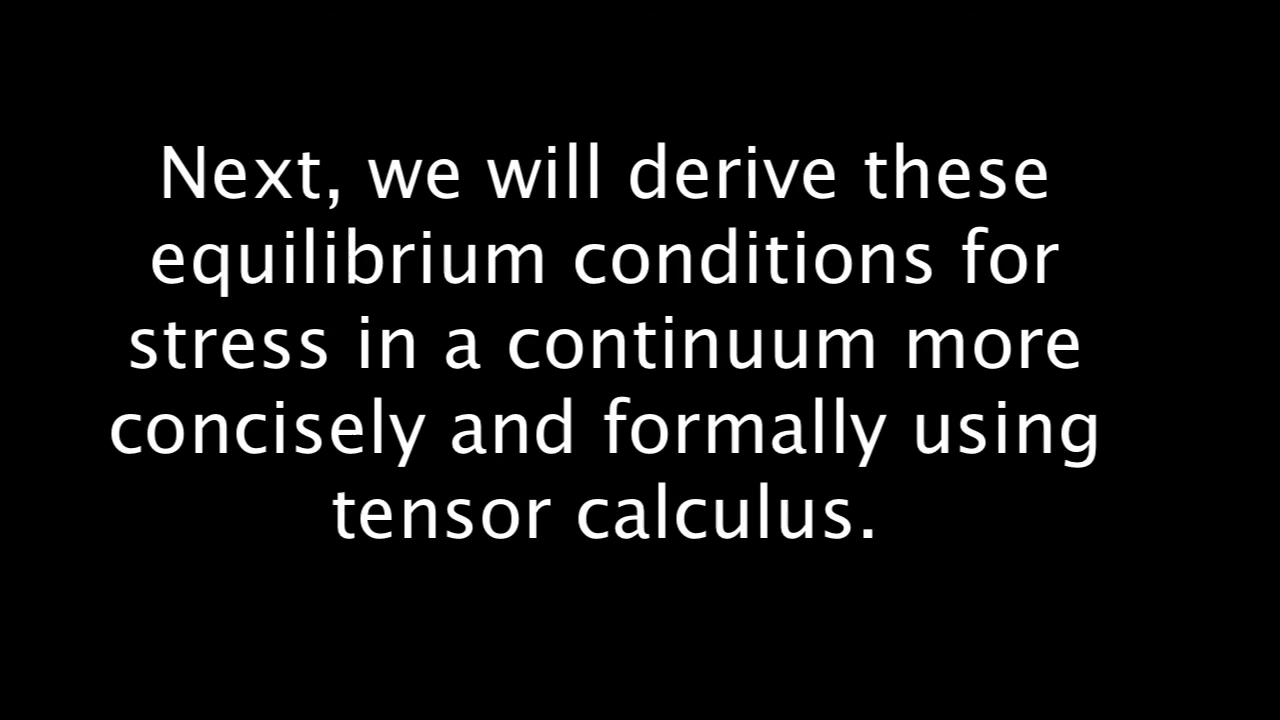 Next, we will derive these
equilibrium conditions for
stress in a continuum more
concisely and formally using
tensor calculus.